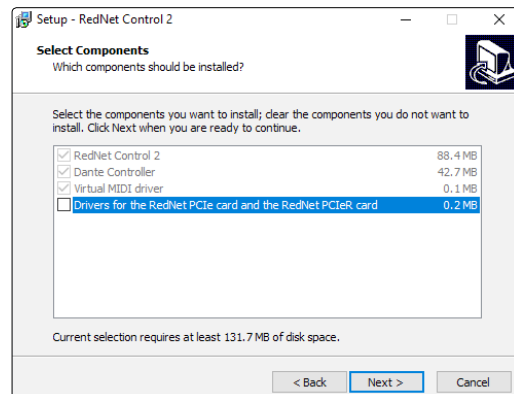 Setup - RedNet Control 2
Select Components
Which components should be installed?
Select the components you want to install; clear the components you do not want to
install. Click Next when you are ready to continue.
RedNet Control 2 88.4 MB
Dante Controller 42.7 MB
Virtual MIDI driver 0.1 MB
Drivers for the RedNet PCIe card and the RedNet PCIeR card 0.2 MB
Current selection requires at least 131.7 MB of disk space.
< Back Next > Cancel